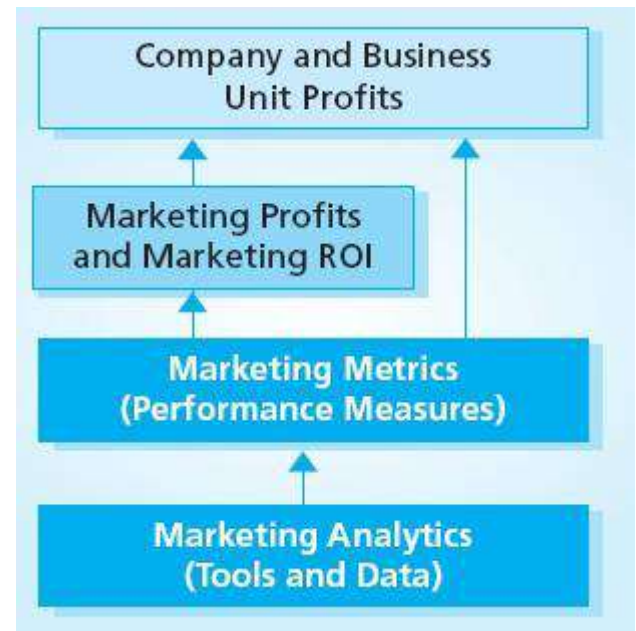 Company and Business
Unit Profits
Marketing Profits
and Marketing ROI
Marketing Metrics
(Performance Measures)
Marketing Analytics
(Tools and Data)